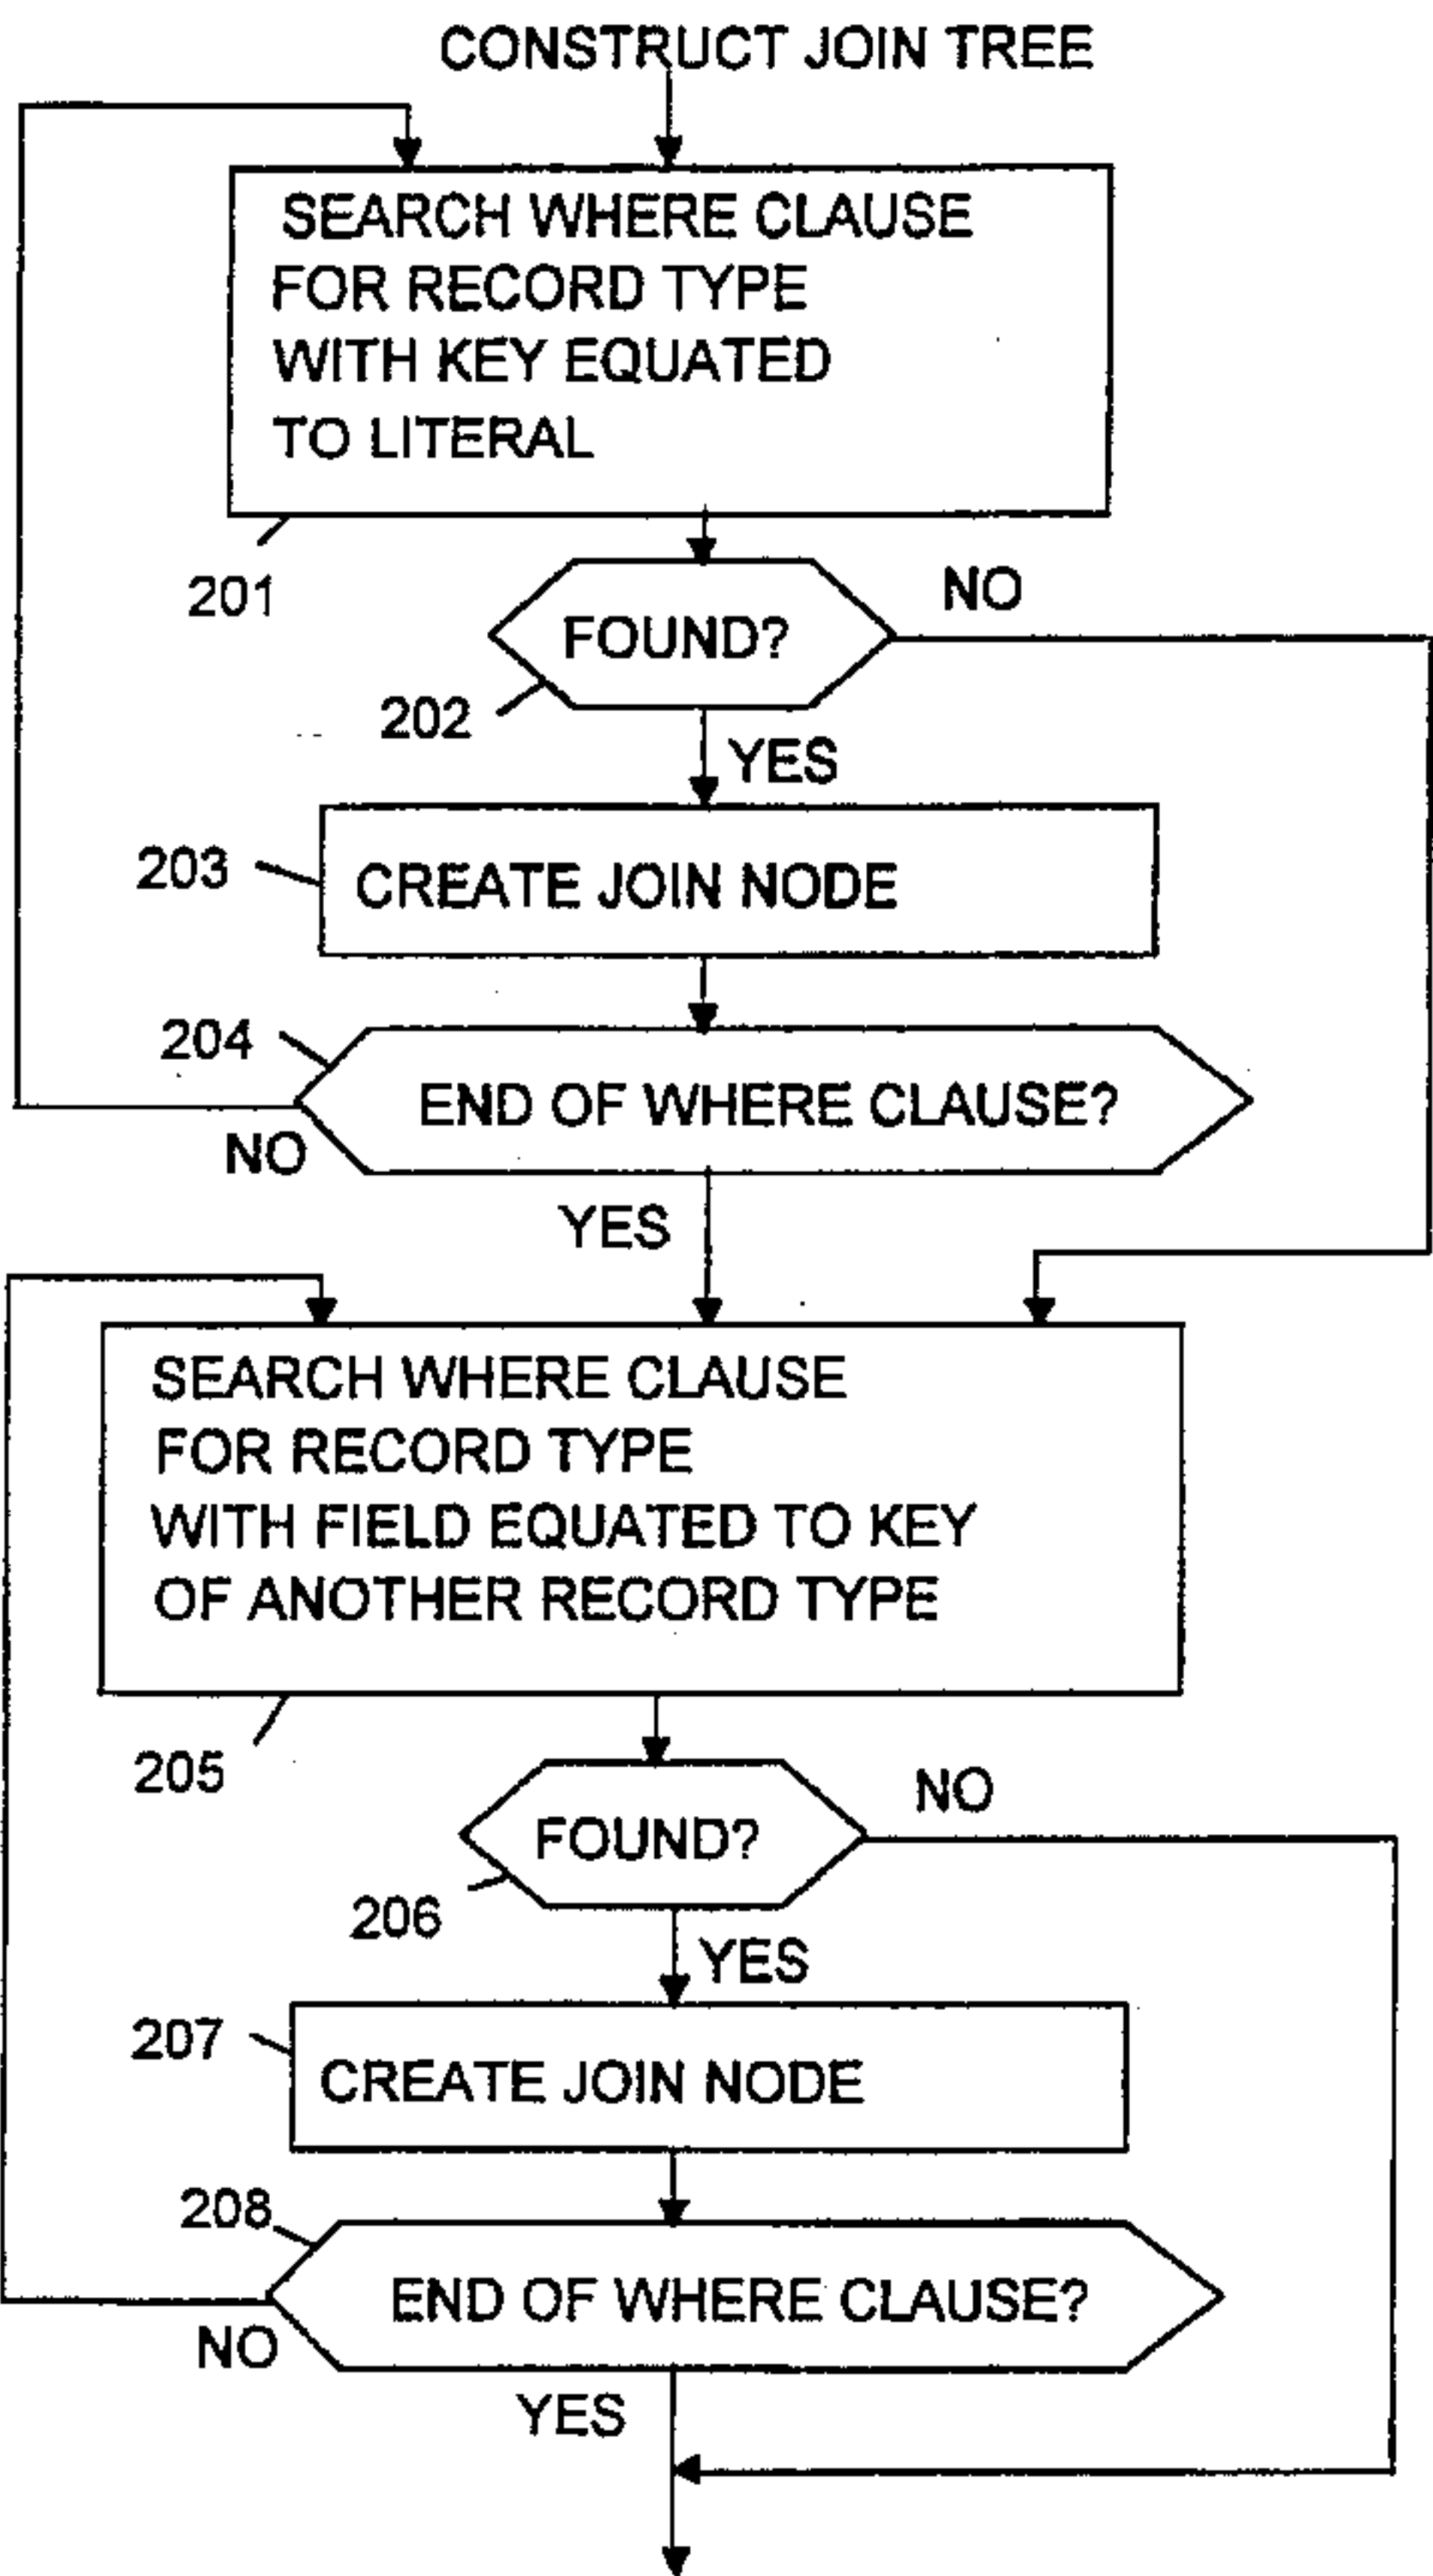 CONSTRUCT JOIN TREE
SEARCH WHERE CLAUSE
FOR RECORD TYPE
WITH KEY EQUATED
TO LITERAL
201
FOUND?
NO
202
YES
203
CREATE JOIN NODE
204
END OF WHERE CLAUSE?
NO
YES
SEARCH WHERE CLAUSE
FOR RECORD TYPE
WITH FIELD EQUATED TO KEY
OF ANOTHER RECORD TYPE
205
FOUND?
NO
206
YES
207
CREATE JOIN NODE
208
END OF WHERE CLAUSE?
NO
YES